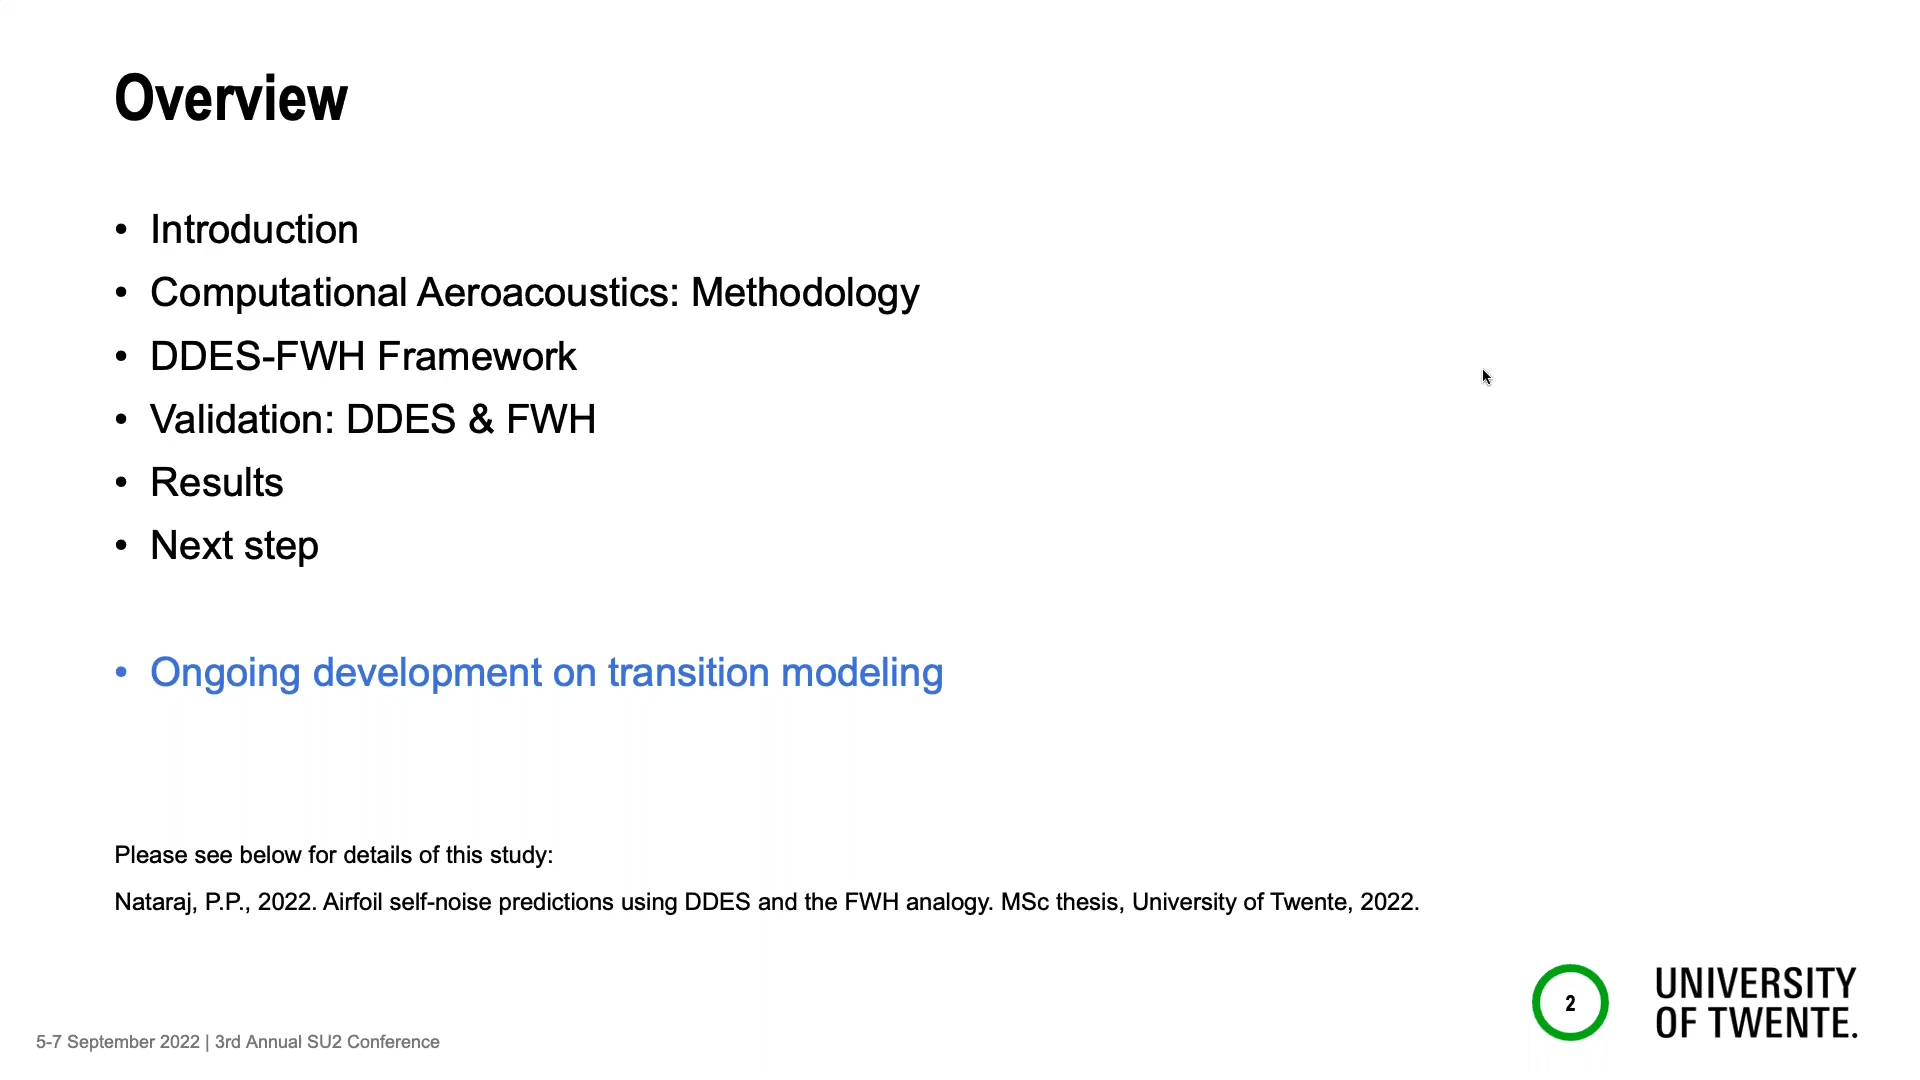 Overview
• Introduction
• Computational Aeroacoustics: Methodology
• DDES-FWH Framework
• Validation: DDES & FWH
• Results
• Next step
• Ongoing development on transition modeling
Please see below for details of this study:
Nataraj, P.P., 2022. Airfoil self-noise predictions using DDES and the FWH analogy. MSc thesis, University of Twente, 2022.
2
UNIVERSITY
OF TWENTE.
5-7 September 2022 | 3rd Annual SU2 Conference